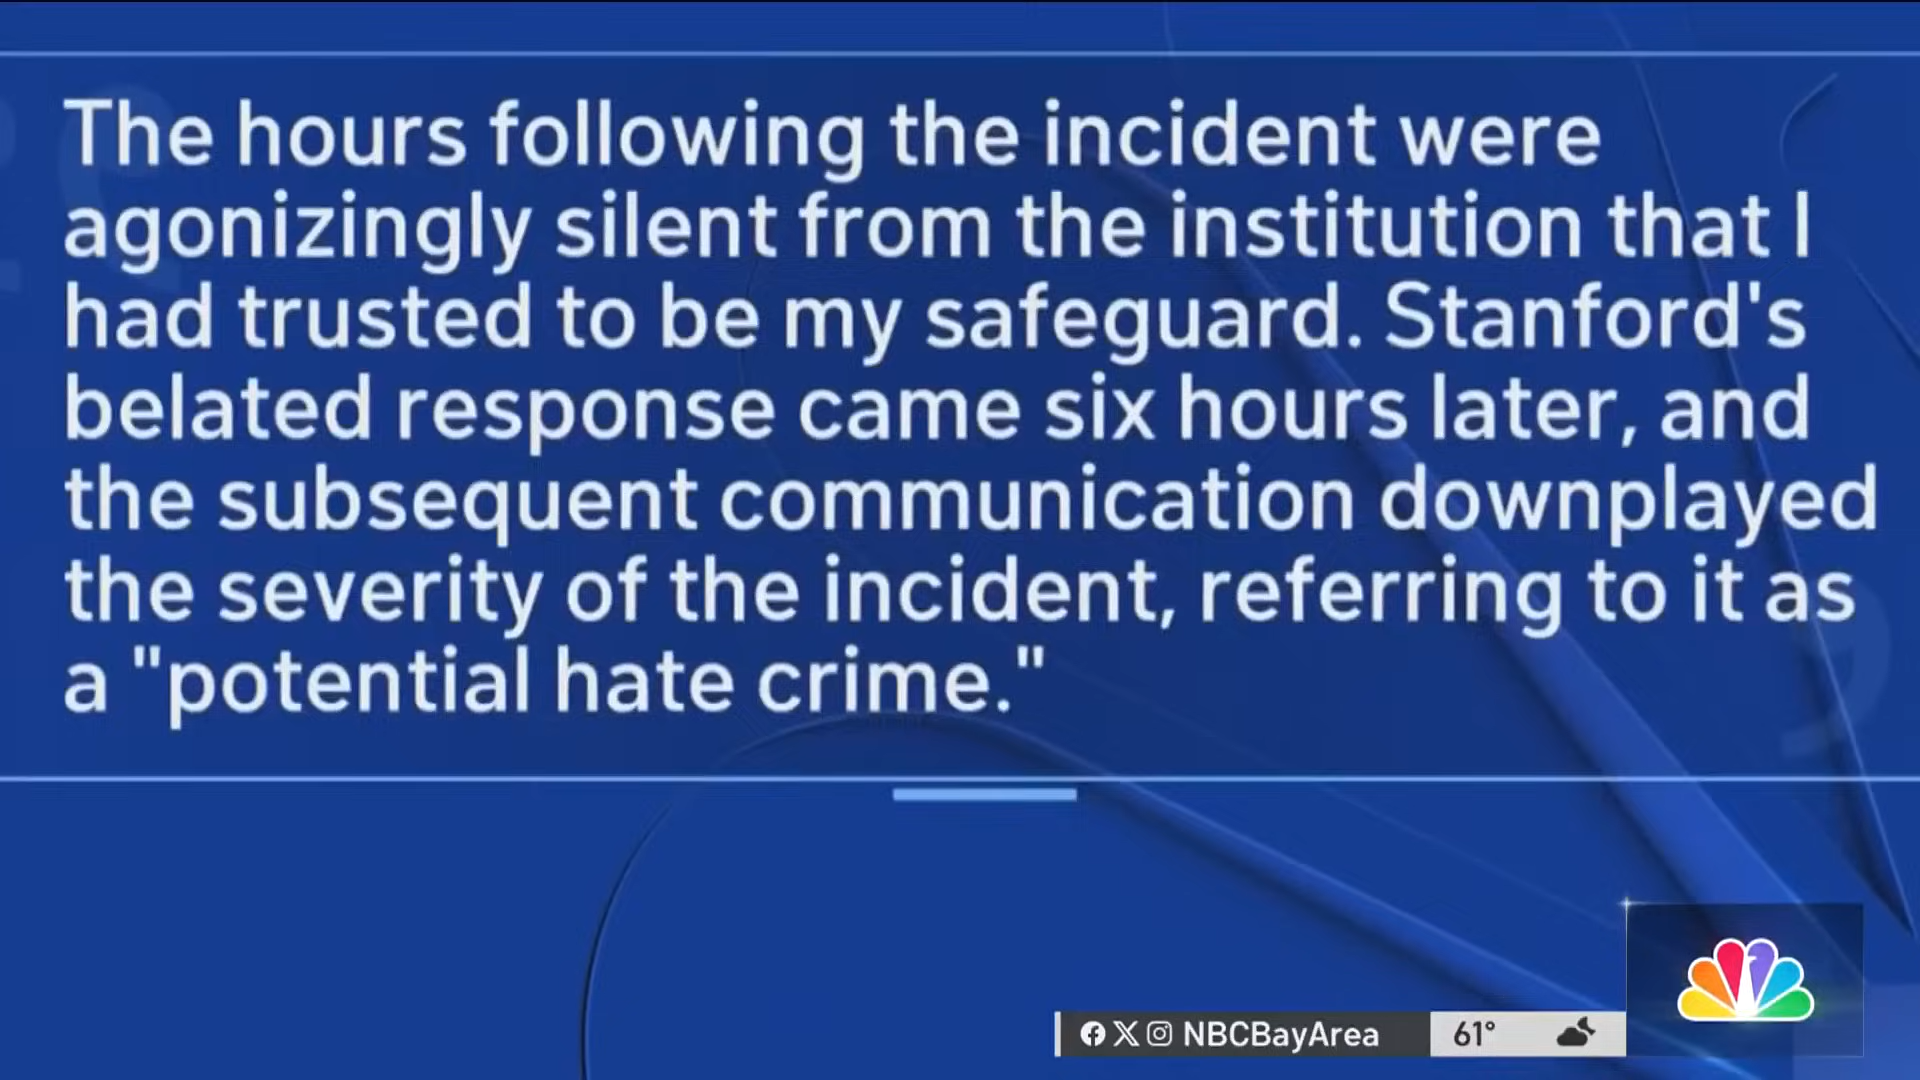 The hours following the incident were
agonizingly silent from the institution that I
had trusted to be my safeguard. Stanford's
belated response came six hours later, and
the subsequent communication downplayed
the severity of the incident, referring to it as
a "potential hate crime."
NBCBayArea
61°